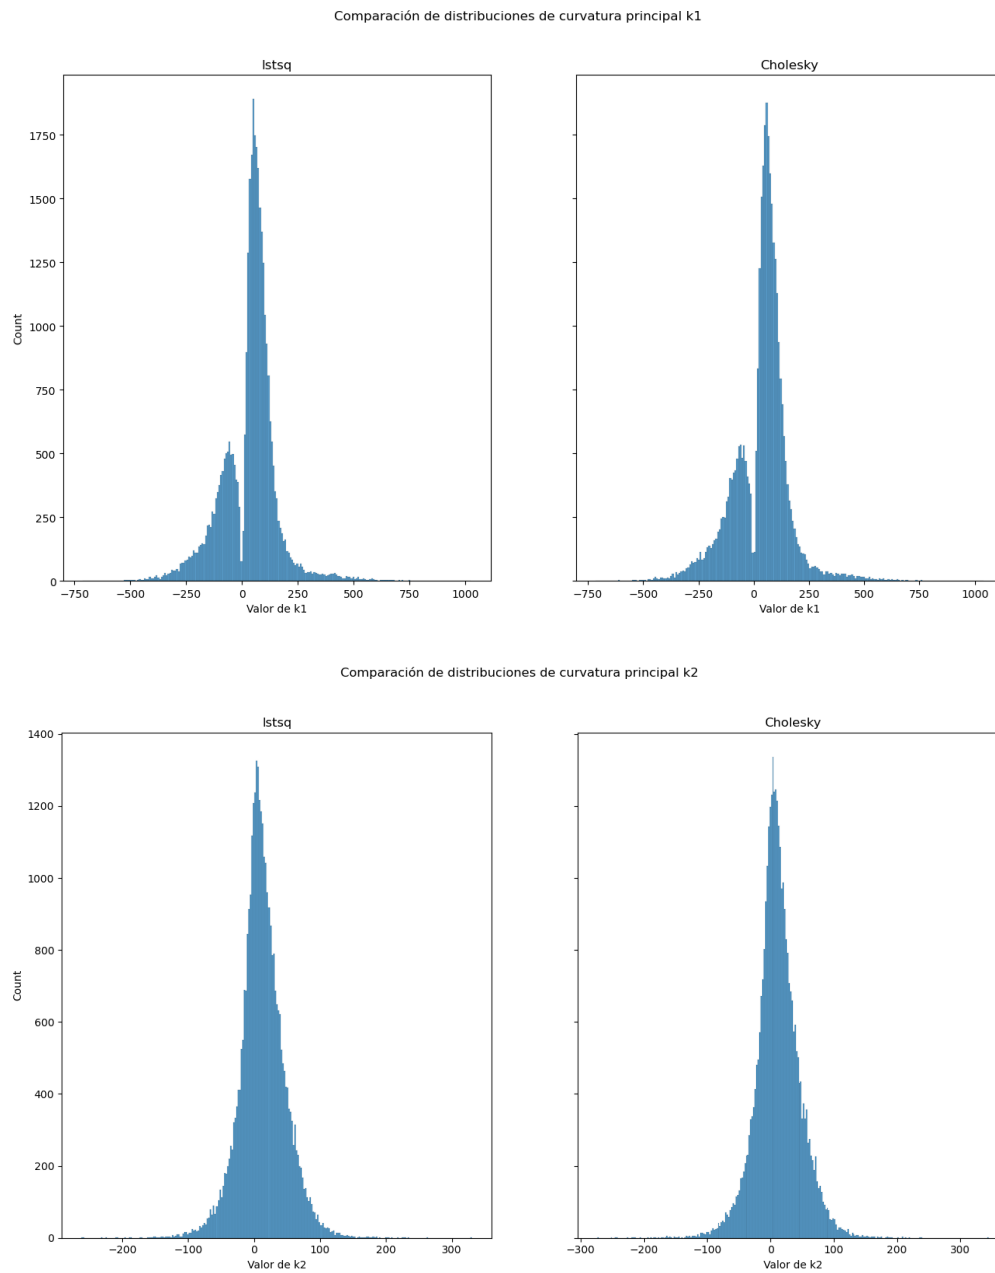 Comparación de distribuciones de curvatura principal k1
lstsq
Cholesky
1750
1500
1250
1000
750
500
250
0
Count
−750 −500 −250 0 250 500 750 1000
Valor de k1
−750 −500 −250 0 250 500 750 1000
Valor de k1
Comparación de distribuciones de curvatura principal k2
lstsq
Cholesky
1400
1200
1000
800
600
400
200
0
Count
−200 −100 0 100 200 300
Valor de k2
−300 −200 −100 0 100 200 300
Valor de k2